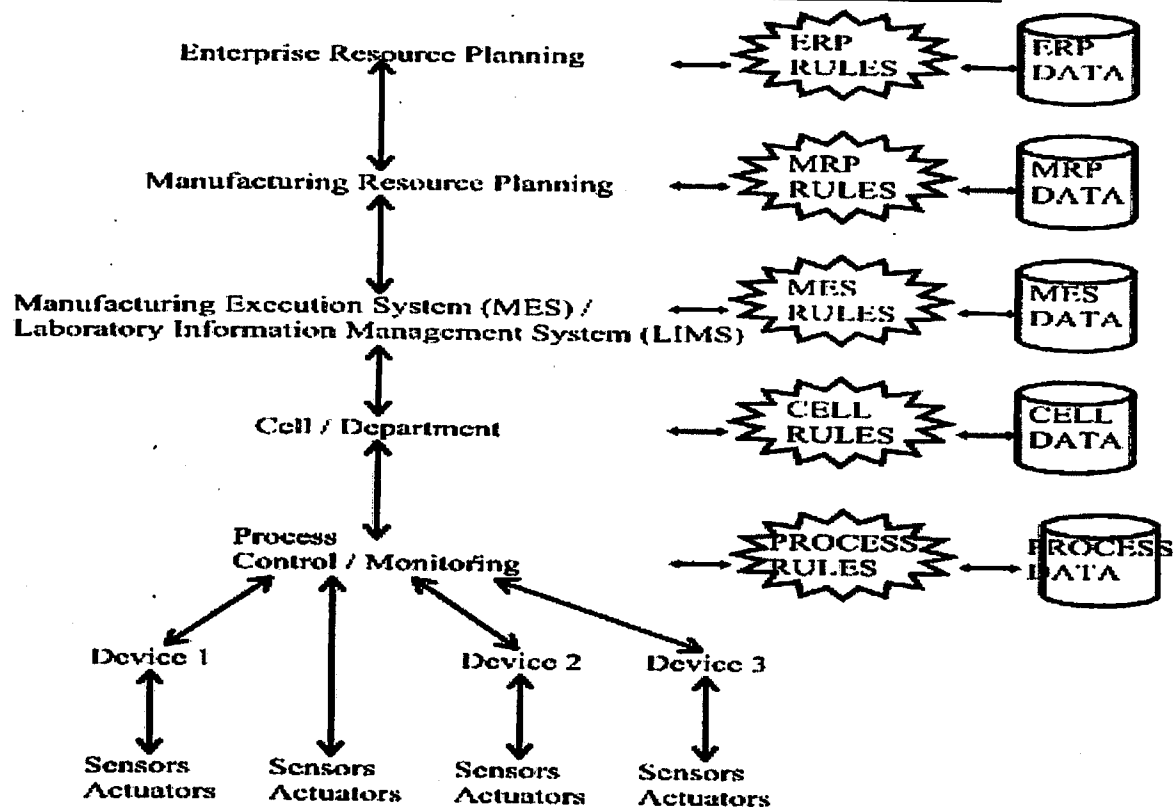 Enterprise Resource Planning
ERP
RULES
ERP
DATA
Manufacturing Resource Planning
MRP
RULES
MRP
DATA
Manufacturing Execution System (MES) /
Laboratory Information Management System (LIMS)
MES
RULES
MES
DATA
Cell / Department
CELL
RULES
CELL
DATA
Process
Control / Monitoring
PROCESS
RULES
PROCESS
DATA
Device 1
Device 2
Device 3
Sensors
Actuators
Sensors
Actuators
Sensors
Actuators
Sensors
Actuators